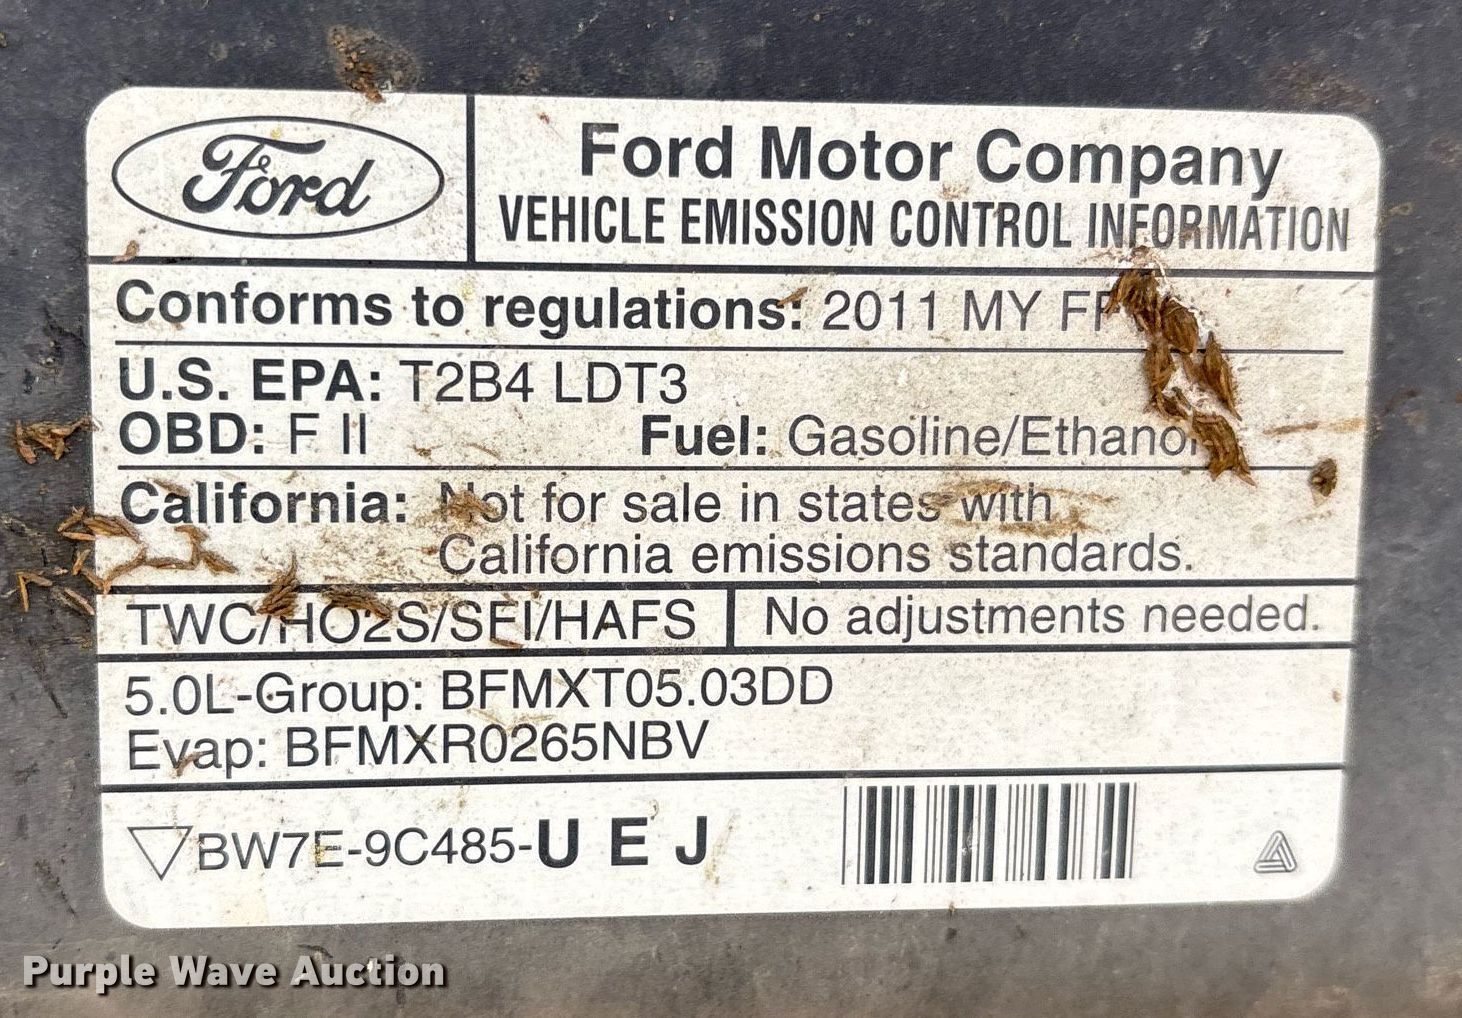 Ford
Ford Motor Company
VEHICLE EMISSION CONTROL INFORMATION
Conforms to regulations: 2011 MY
U.S. EPA: T2B4 LDT3
OBD: F II Fuel: Gasoline/Ethanol
California: Not for sale in states with
California emissions standards.
TWC/HO2S/SFI/HAFS No adjustments needed.
5.0L-Group: BFMXT05.03DD
Evap: BFMXR0265NBV
BW7E-9C485-U E J
Purple Wave Auction